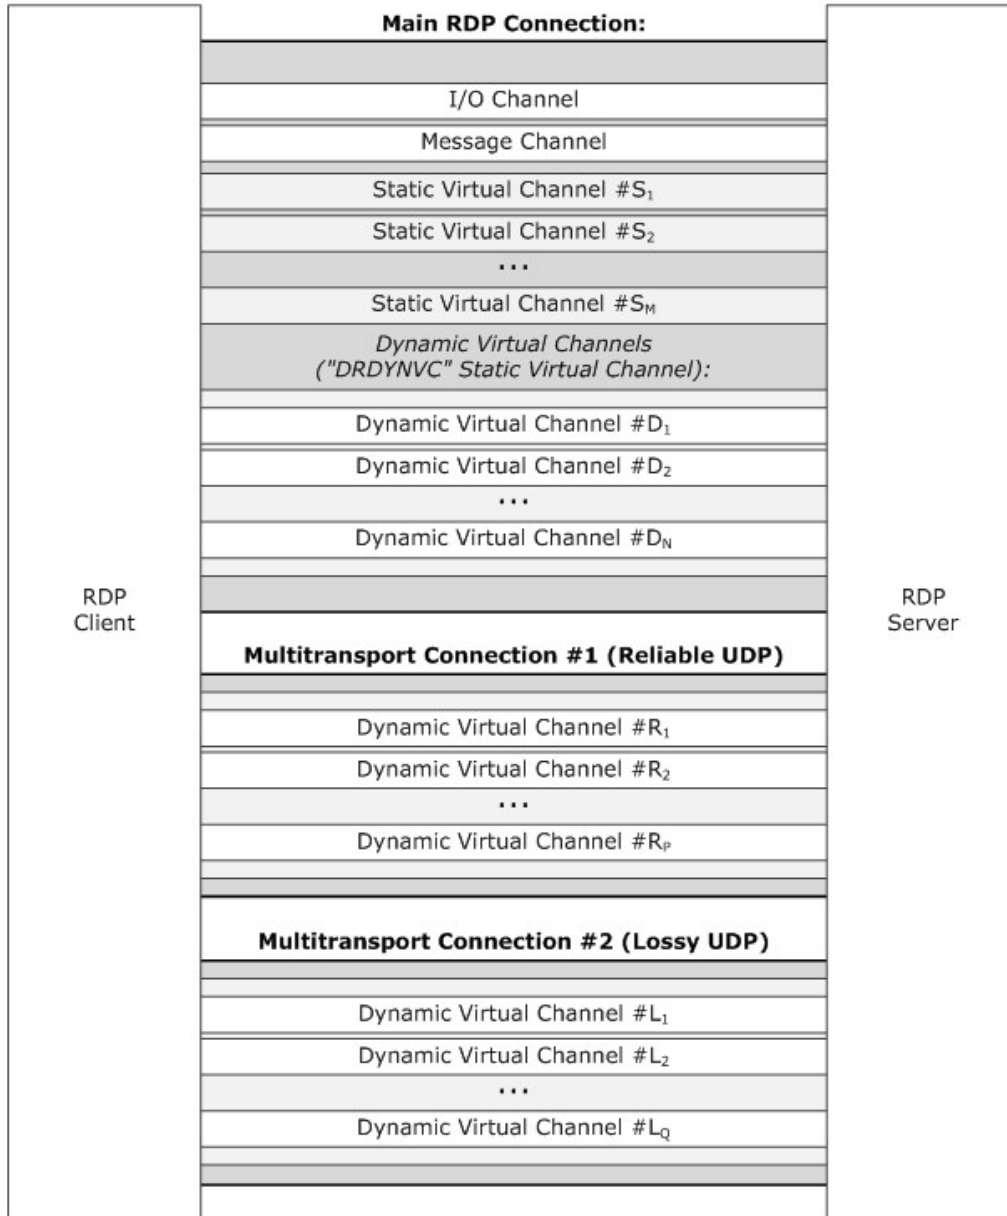 Main RDP Connection:
I/O Channel
Message Channel
Static Virtual Channel #S₁
Static Virtual Channel #S₂
...
Static Virtual Channel #Sᴍ
Dynamic Virtual Channels
("DRDYNVC" Static Virtual Channel):
Dynamic Virtual Channel #D₁
Dynamic Virtual Channel #D₂
...
Dynamic Virtual Channel #Dɴ
RDP
Client
RDP
Server
Multitransport Connection #1 (Reliable UDP)
Dynamic Virtual Channel #R₁
Dynamic Virtual Channel #R₂
...
Dynamic Virtual Channel #Rᴘ
Multitransport Connection #2 (Lossy UDP)
Dynamic Virtual Channel #L₁
Dynamic Virtual Channel #L₂
...
Dynamic Virtual Channel #LQ